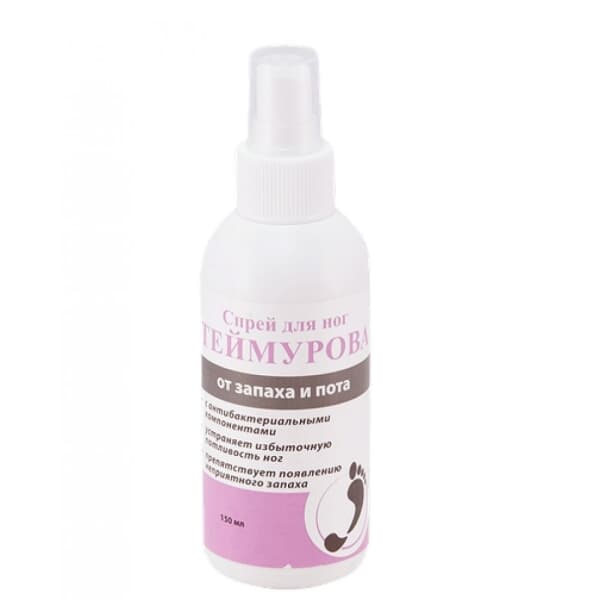 Спрей для ног
ТЕЙМУРОВА
от запаха и пота
с антибактериальными
компонентами
устраняет избыточную
потливость ног
препятствует появлению
неприятного запаха
150 мл